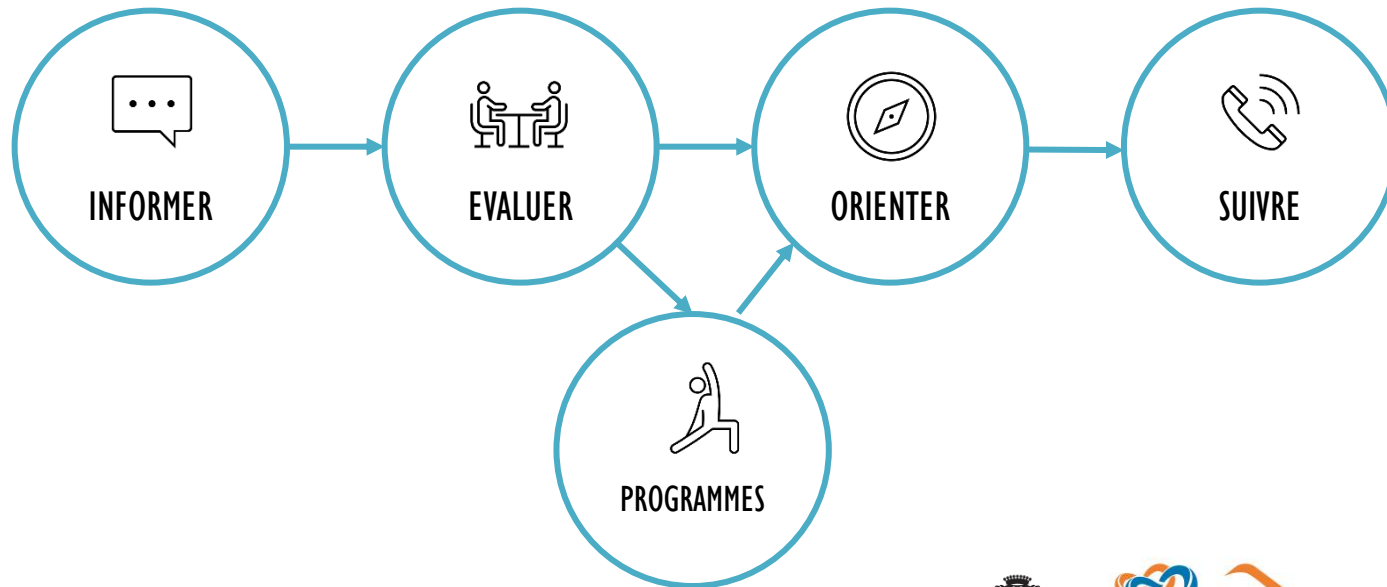 INFORMER
EVALUER
ORIENTER
SUIVRE
PROGRAMMES